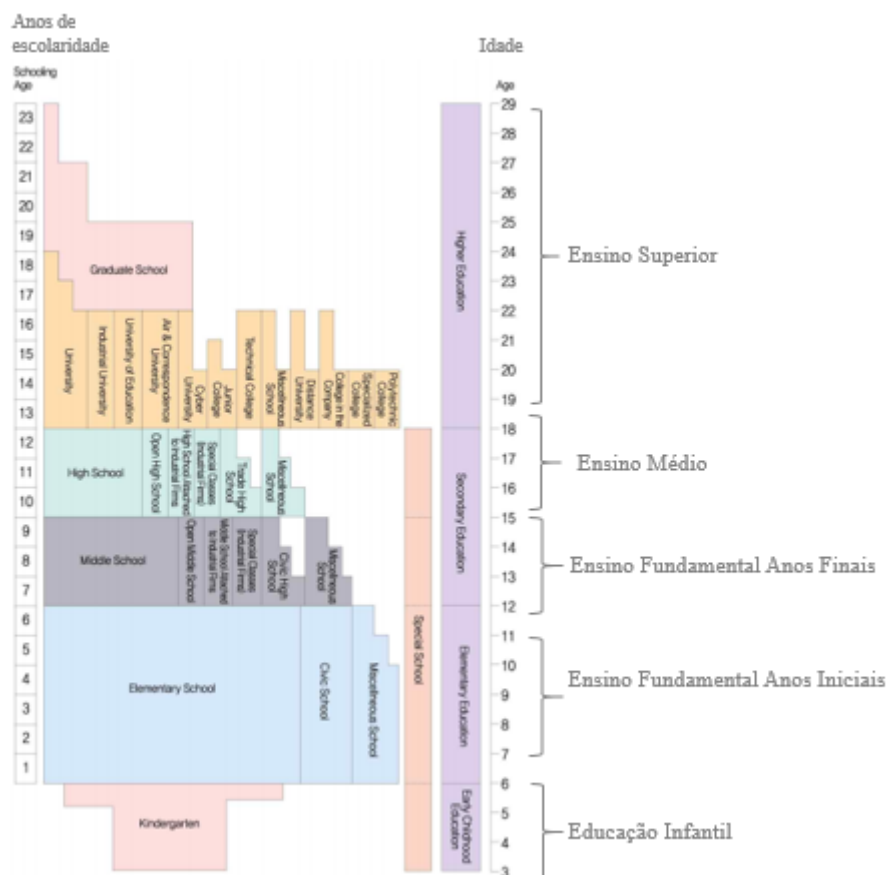 Anos de
escolaridade
Idade
Schooling
Age
Age
23
22
21
20
19
18
17
16
15
14
13
12
11
10
9
8
7
6
5
4
3
2
1
Graduate School
University
Industrial University
University of Education
Air & Correspondence
University
Cyber
University
Junior
College
Technical College
Miscellneous
School
Distance
University
College in the
Company
Specialized
College
Polytechnic
College
High School
Open High School
High School Attached
to Industrial Firms
Special Classes
(Industrial Firms)
Trade High
School
Miscellneous
School
Middle School
Open Middle School
Middle School Attached
to Industrial Firms
Special Classes
(Industrial Firms)
Civic High
School
Miscellneous
School
Elementary School
Civic School
Miscellneous School
Kindergarten
Special School
Higher Education
Secondary Education
Elementary Education
Early Childhood
Education
29
28
27
26
25
24
23
22
21
20
19
18
17
16
15
14
13
12
11
10
9
8
7
6
5
4
3
Ensino Superior
Ensino Médio
Ensino Fundamental Anos Finais
Ensino Fundamental Anos Iniciais
Educação Infantil